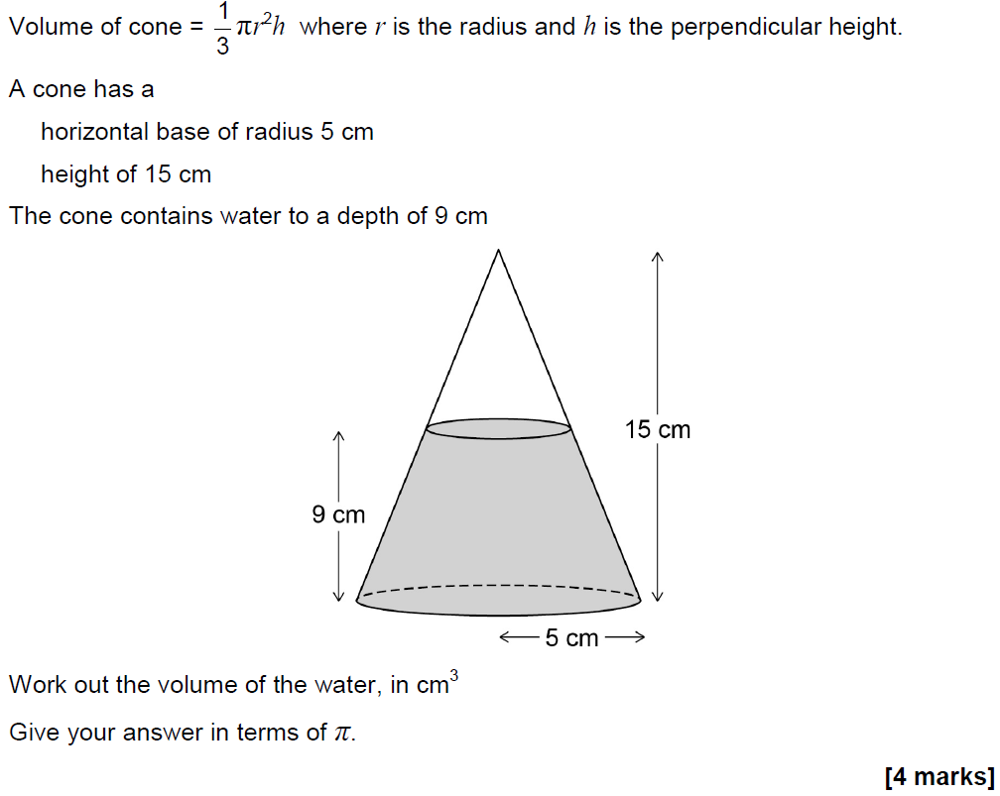 Volume of cone = 1/3 πr²h where r is the radius and h is the perpendicular height.
A cone has a
horizontal base of radius 5 cm
height of 15 cm
The cone contains water to a depth of 9 cm
15 cm
9 cm
5 cm
Work out the volume of the water, in cm³
Give your answer in terms of π.
[4 marks]